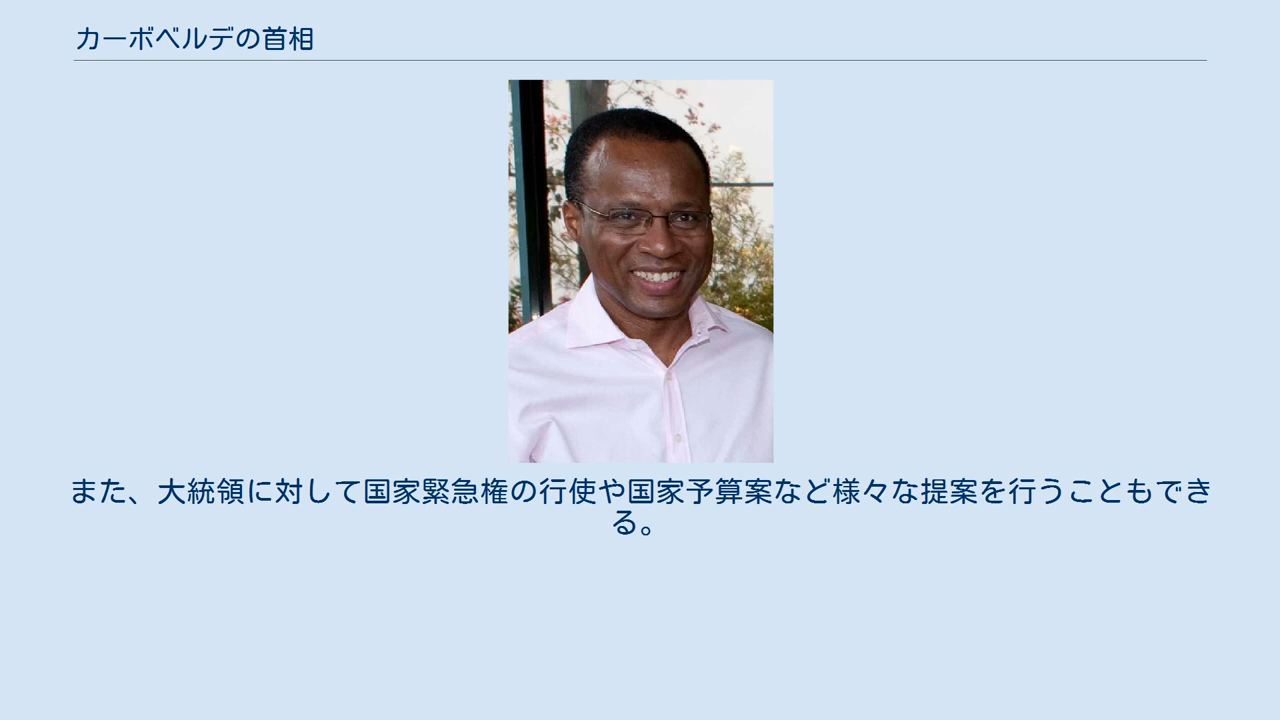 カーボベルデの首相
また、大統領に対して国家緊急権の行使や国家予算案など様々な提案を行うこともでき
る。